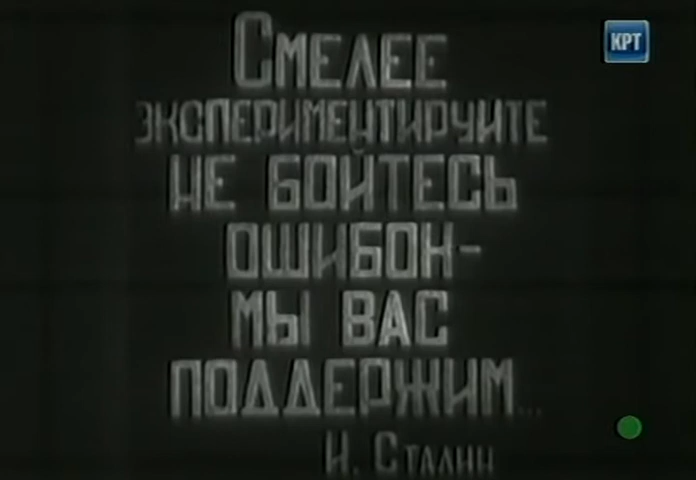 КРТ
Смелее
экспериментируйте
не бойтесь
ошибок-
мы вас
поддержим...
И. Сталин